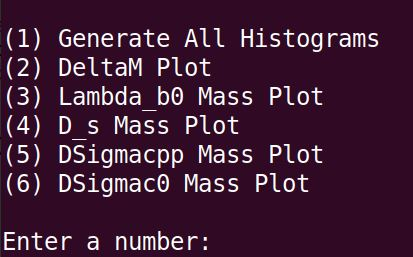 (1) Generate All Histograms
(2) DeltaM Plot
(3) Lambda_b0 Mass Plot
(4) D_s Mass Plot
(5) DSigmacpp Mass Plot
(6) DSigmac0 Mass Plot
Enter a number: